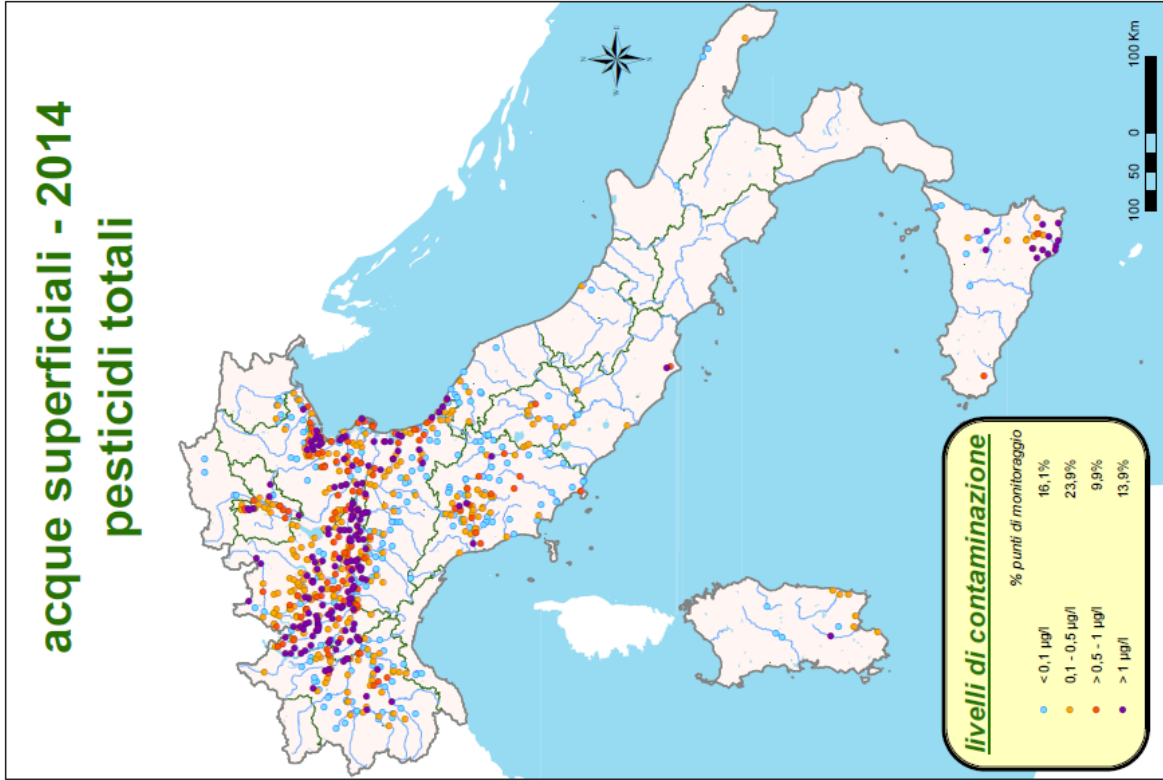 acque superficiali - 2014
pesticidi totali
100 50 0 100 Km
livelli di contaminazione
% punti di monitoraggio
< 0,1 µg/l 16,1%
0,1 - 0,5 µg/l 23,9%
> 0,5 - 1 µg/l 9,9%
> 1 µg/l 13,9%